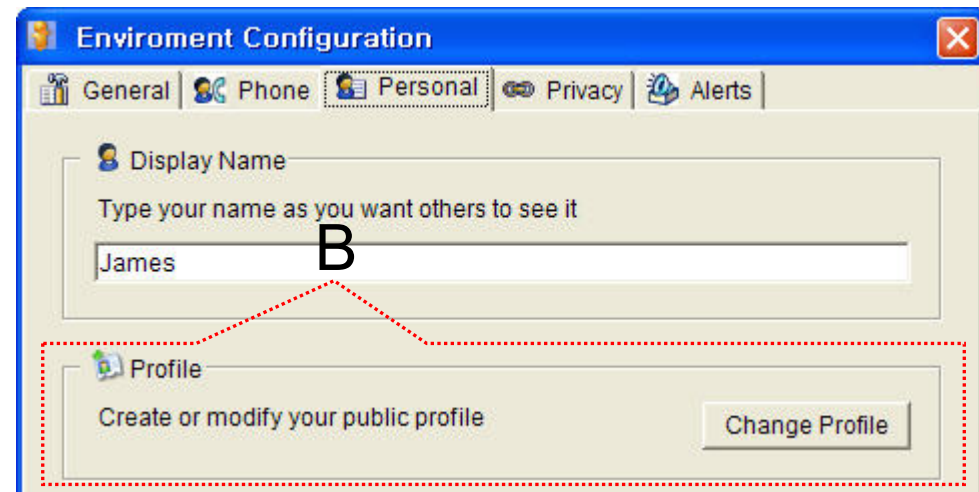 Enviroment Configuration
General Phone Personal Privacy Alerts
Display Name
Type your name as you want others to see it
B
James
Profile
Create or modify your public profile
Change Profile